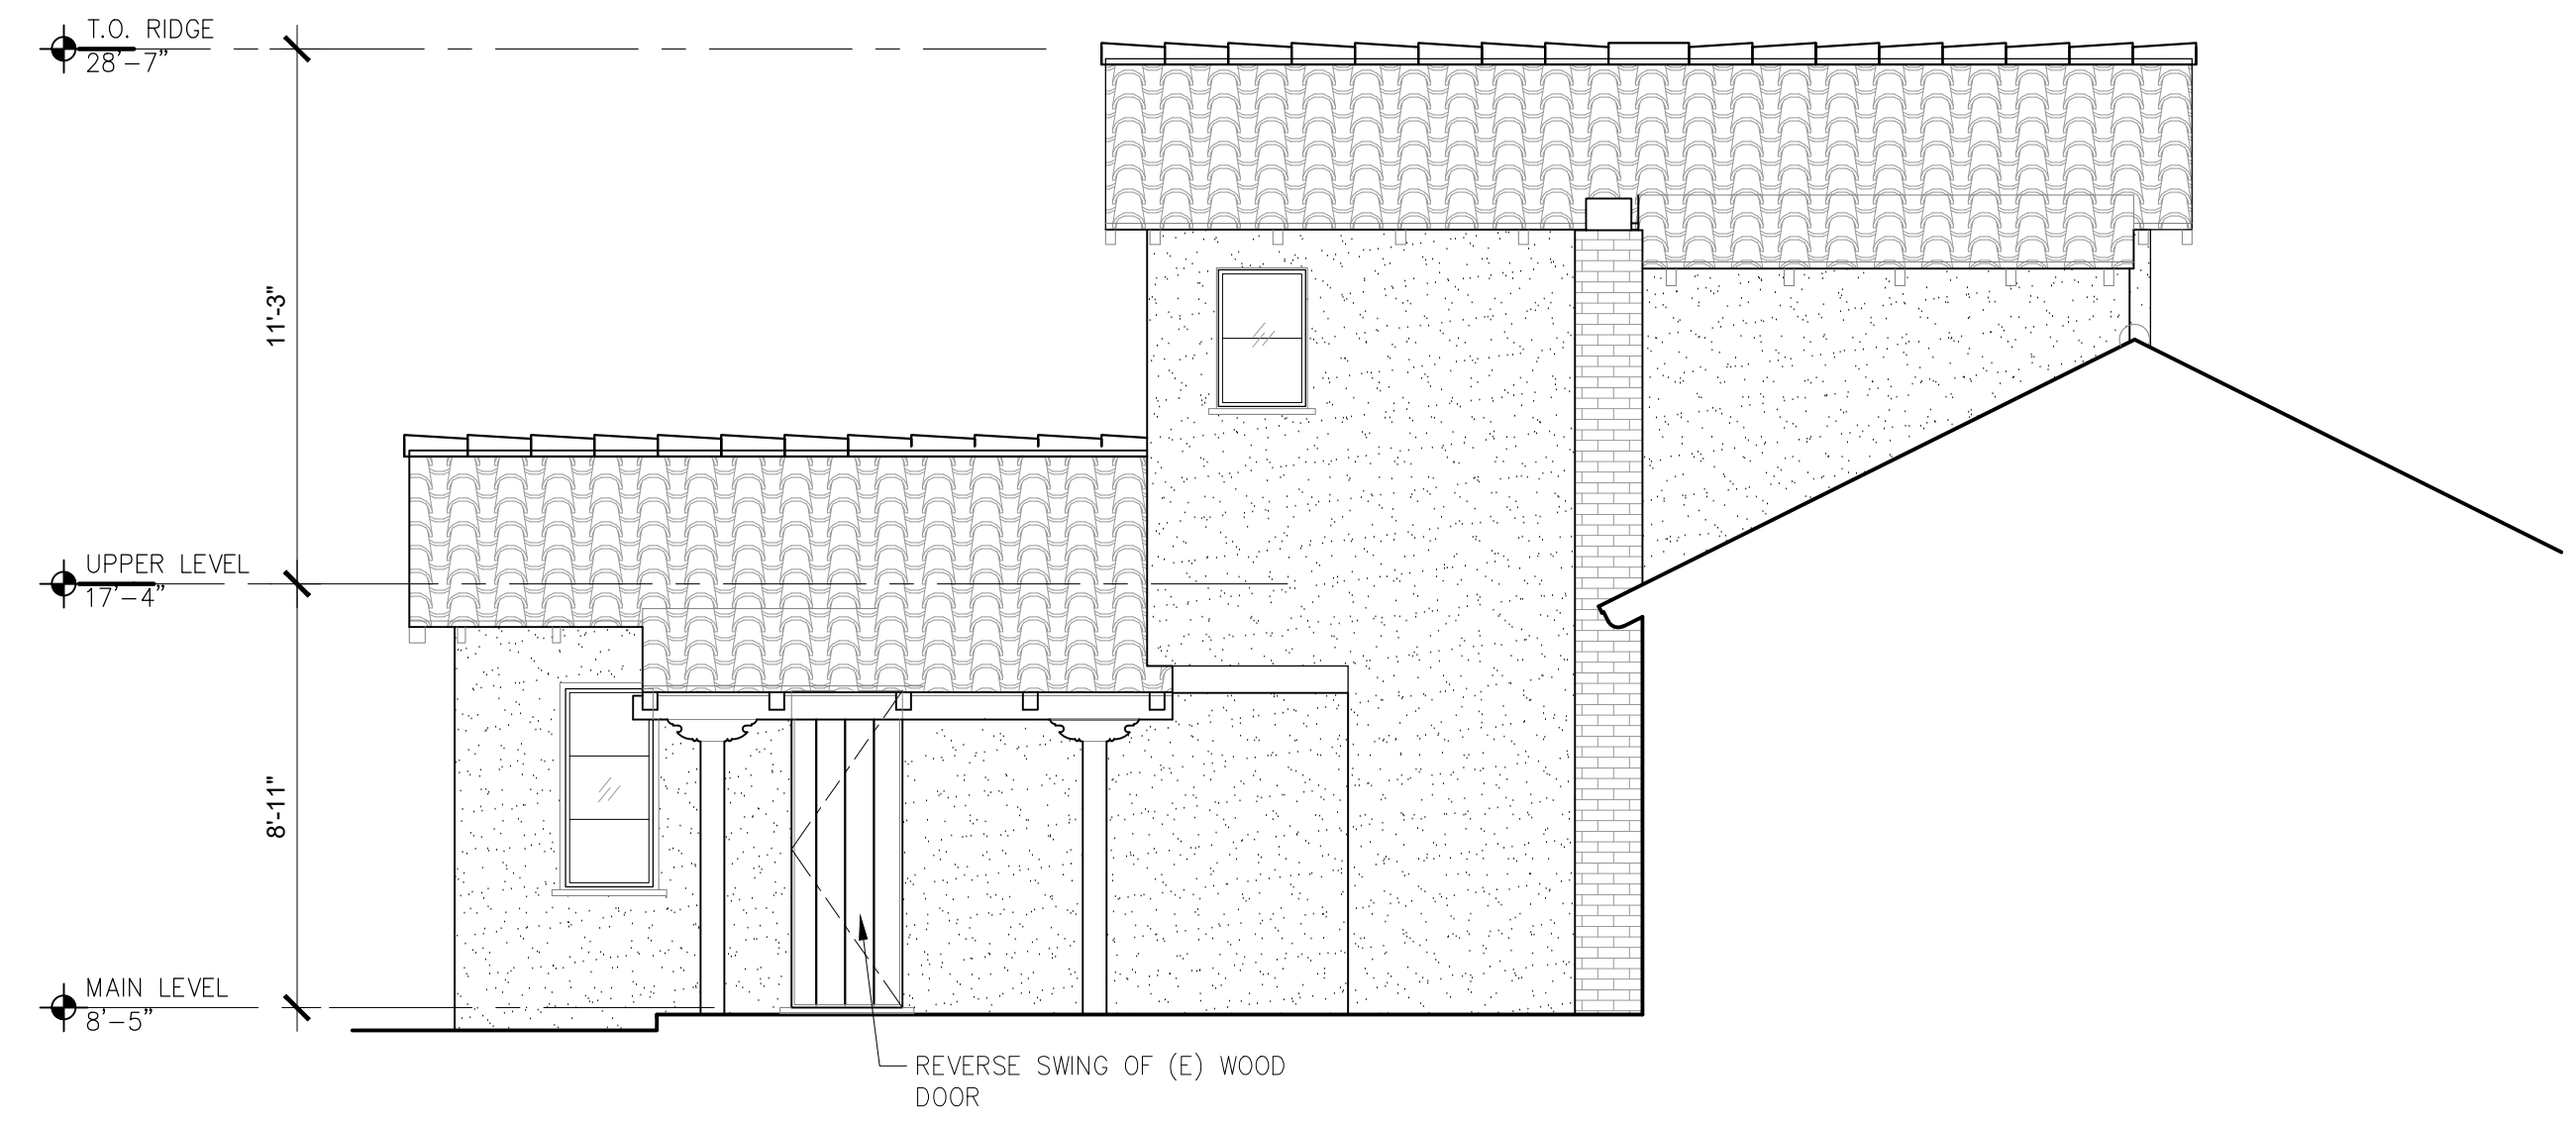 T.O. RIDGE
28'-7"
11'-3"
UPPER LEVEL
17'-4"
8'-11"
MAIN LEVEL
8'-5"
REVERSE SWING OF (E) WOOD
DOOR